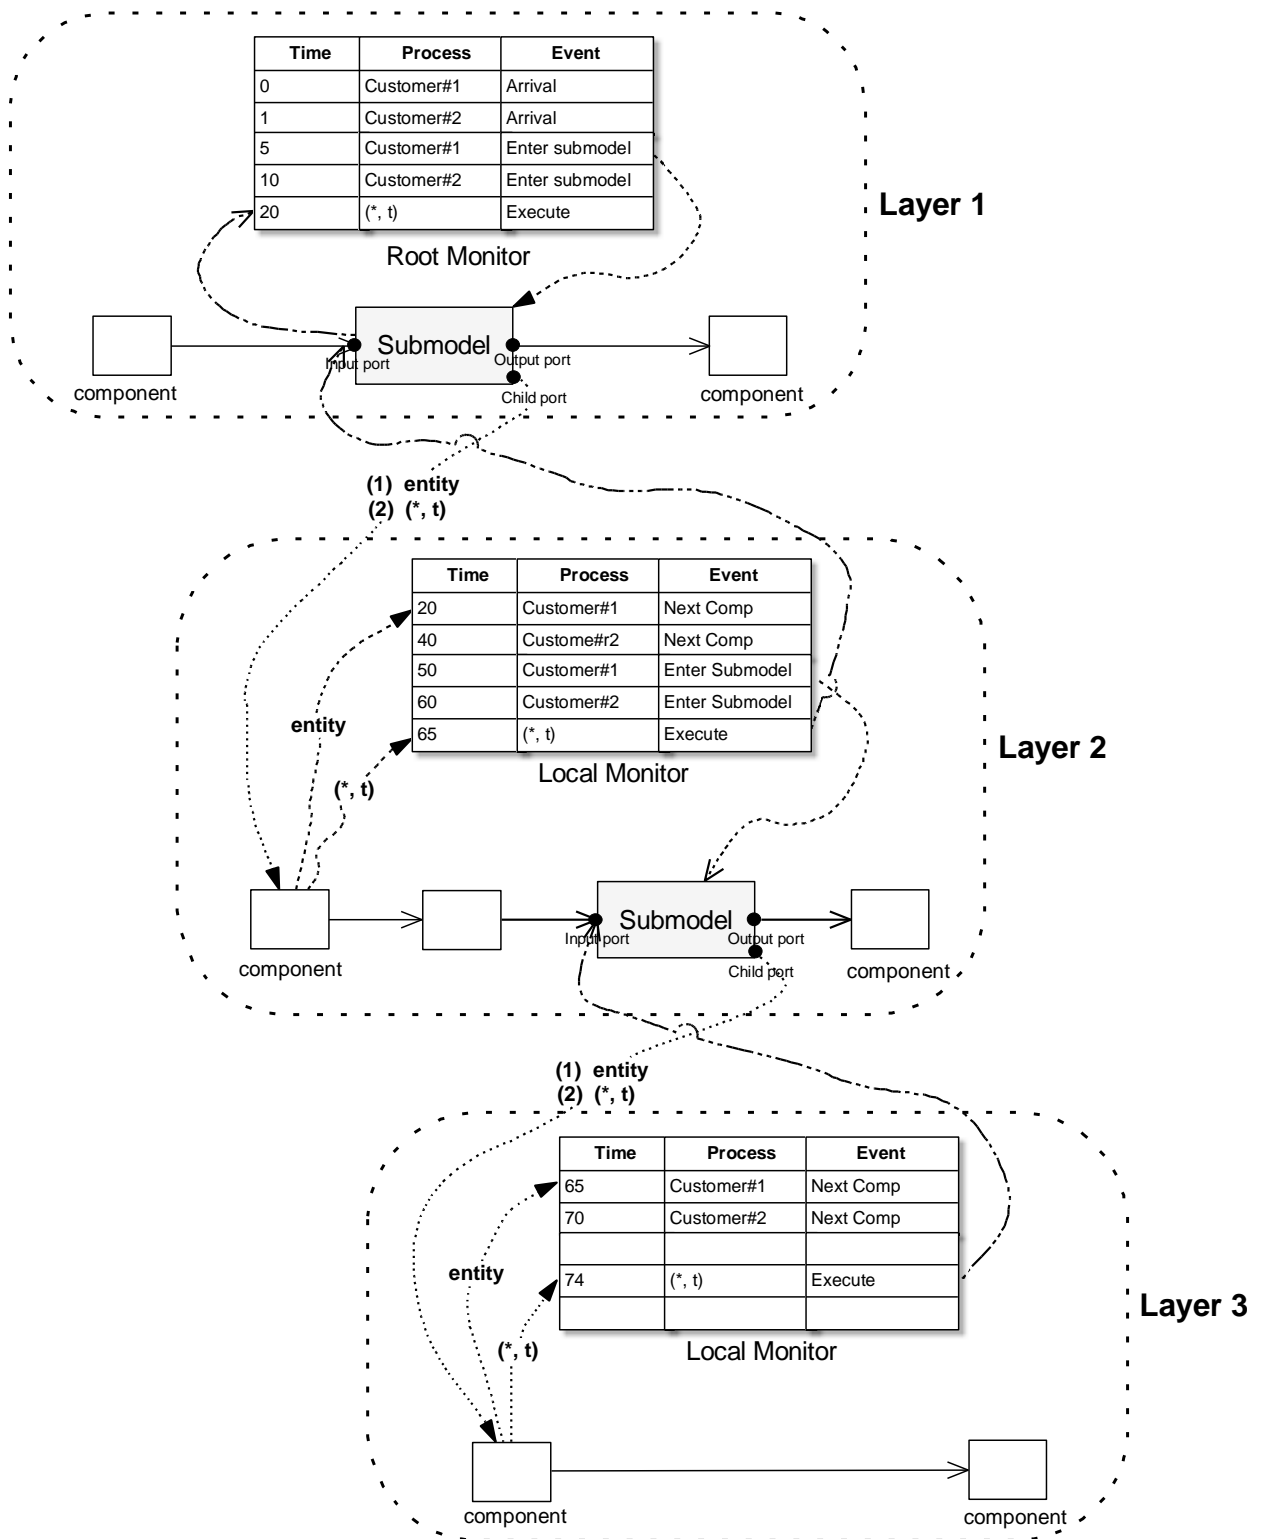 Time Process Event
0 Customer#1 Arrival
1 Customer#2 Arrival
5 Customer#1 Enter submodel
10 Customer#2 Enter submodel
20 (*, t) Execute
Root Monitor
Layer 1
Submodel
Input port
Output port
Child port
component
component
(1) entity
(2) (*, t)
Time Process Event
20 Customer#1 Next Comp
40 Custome#r2 Next Comp
50 Customer#1 Enter Submodel
60 Customer#2 Enter Submodel
65 (*, t) Execute
Local Monitor
Layer 2
entity
(*, t)
Submodel
Input port
Output port
Child port
component
component
(1) entity
(2) (*, t)
Time Process Event
65 Customer#1 Next Comp
70 Customer#2 Next Comp
74 (*, t) Execute
Local Monitor
Layer 3
entity
(*, t)
component
component